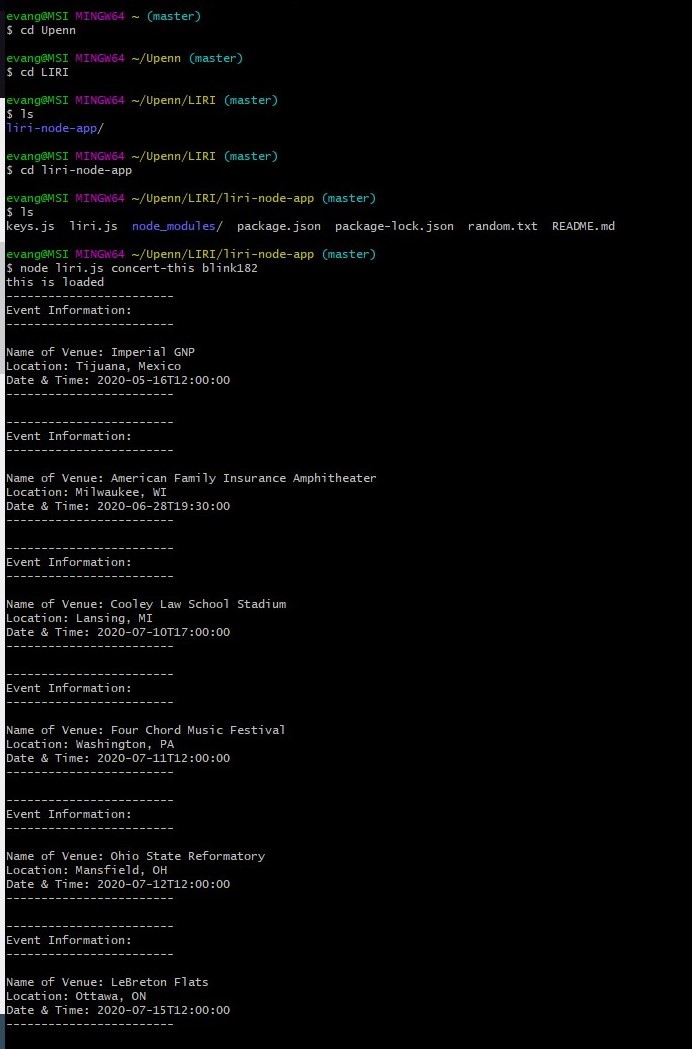 evang@MSI MINGW64 ~ (master)
$ cd Upenn
evang@MSI MINGW64 ~/Upenn (master)
$ cd LIRI
evang@MSI MINGW64 ~/Upenn/LIRI (master)
$ ls
liri-node-app/
evang@MSI MINGW64 ~/Upenn/LIRI (master)
$ cd liri-node-app
evang@MSI MINGW64 ~/Upenn/LIRI/liri-node-app (master)
$ ls
keys.js  liri.js  node_modules/  package.json  package-lock.json  random.txt  README.md
evang@MSI MINGW64 ~/Upenn/LIRI/liri-node-app (master)
$ node liri.js concert-this blink182
this is loaded
------------------------
Event Information:
------------------------
Name of Venue: Imperial GNP
Location: Tijuana, Mexico
Date & Time: 2020-05-16T12:00:00
------------------------
------------------------
Event Information:
------------------------
Name of Venue: American Family Insurance Amphitheater
Location: Milwaukee, WI
Date & Time: 2020-06-28T19:30:00
------------------------
------------------------
Event Information:
------------------------
Name of Venue: Cooley Law School Stadium
Location: Lansing, MI
Date & Time: 2020-07-10T17:00:00
------------------------
------------------------
Event Information:
------------------------
Name of Venue: Four Chord Music Festival
Location: Washington, PA
Date & Time: 2020-07-11T12:00:00
------------------------
------------------------
Event Information:
------------------------
Name of Venue: Ohio State Reformatory
Location: Mansfield, OH
Date & Time: 2020-07-12T12:00:00
------------------------
------------------------
Event Information:
------------------------
Name of Venue: LeBreton Flats
Location: Ottawa, ON
Date & Time: 2020-07-15T12:00:00
------------------------